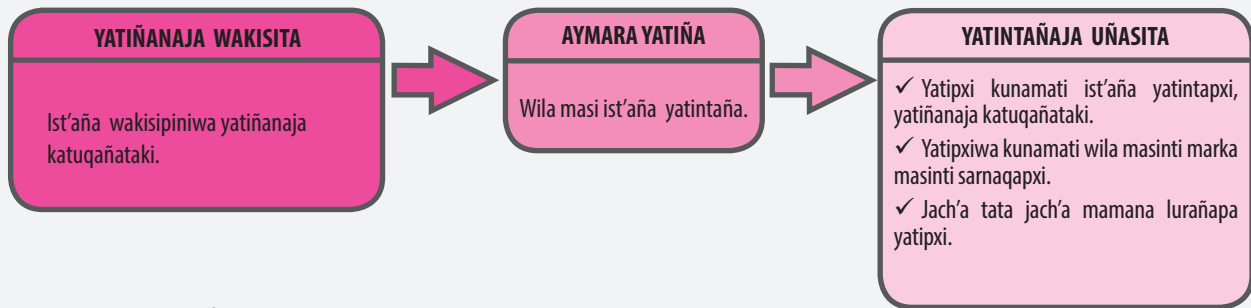 YATIÑANAJA WAKISITA
Ist’aña wakisipiniwa yatiñanaja
katuqañataki.
AYMARA YATIÑA
Wila masi ist’aña yatintaña.
YATINTAÑAJA UÑASITA
✓ Yatipxi kunamati ist’aña yatintapxi,
yatiñanaja katuqañataki.
✓ Yatipxiwa kunamati wila masinti marka
masinti sarnaqapxi.
✓ Jach’a tata jach’a mamana lurañapa
yatipxi.